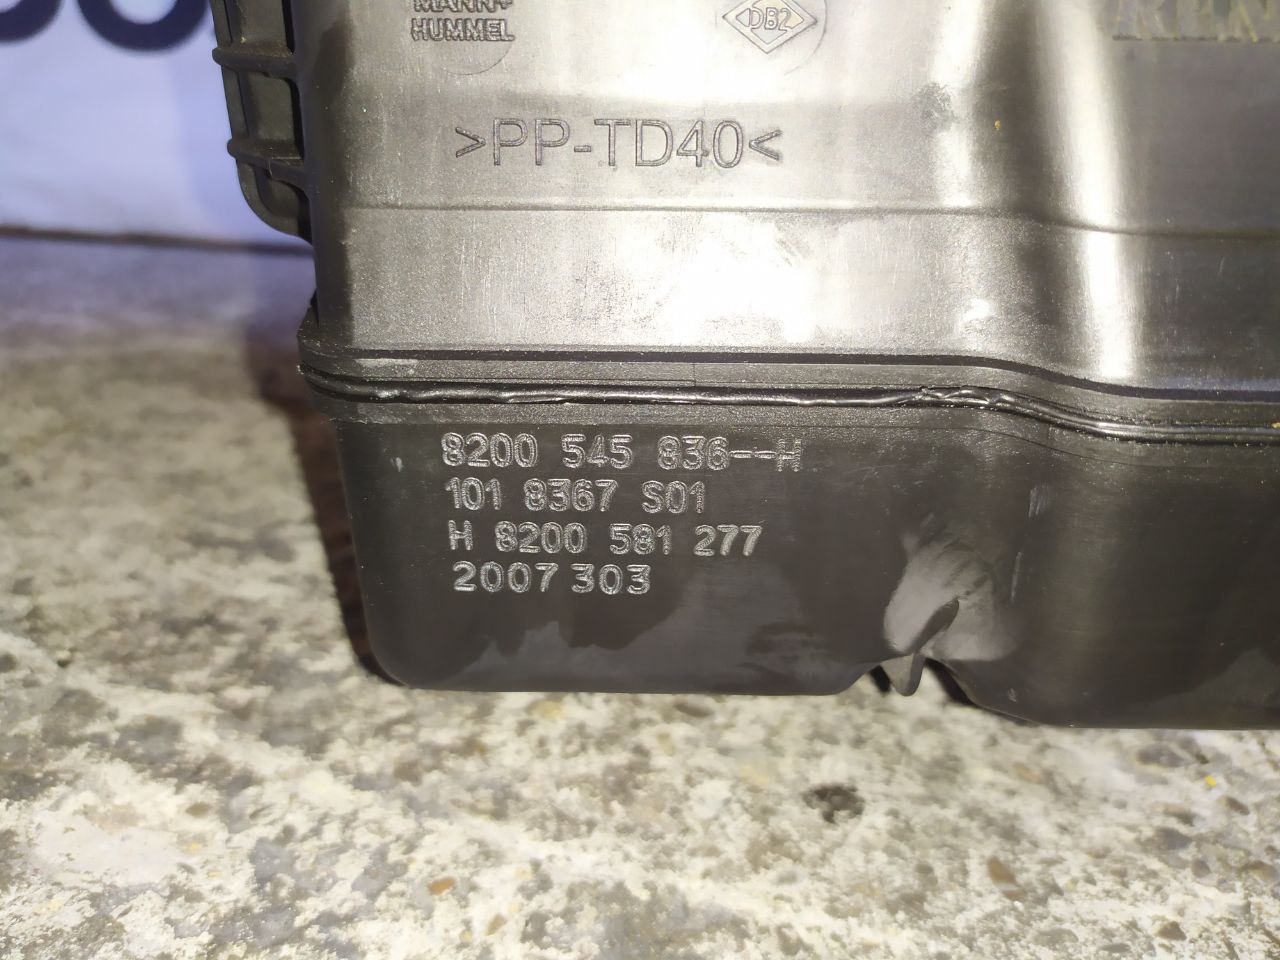 MANN+
HUMMEL
DB2
>PP-TD40<
8200 545 836--H
101 8367 S01
H 8200 581 277
2007 303